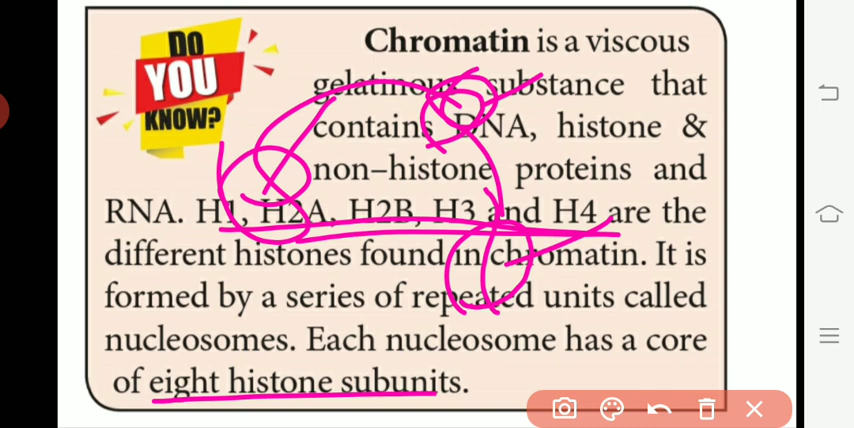 DO
YOU
KNOW?
Chromatin is a viscous
gelatinous substance that
contains DNA, histone &
non–histone proteins and
RNA. H1, H2A, H2B, H3 and H4 are the
different histones found in chromatin. It is
formed by a series of repeated units called
nucleosomes. Each nucleosome has a core
of eight histone subunits.